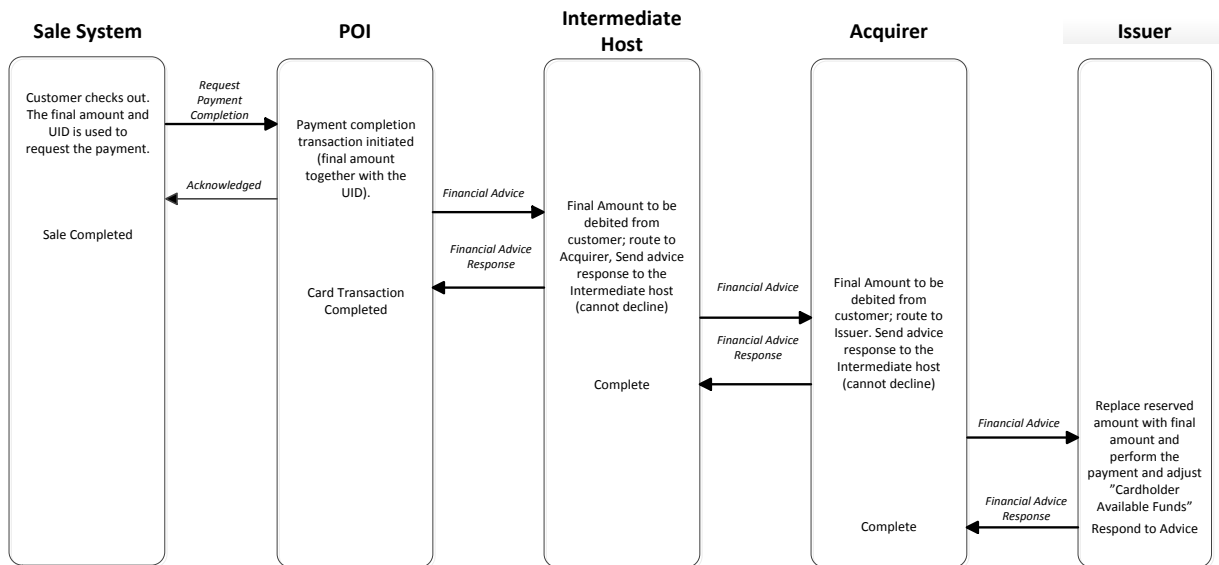 Sale System
POI
Intermediate
Host
Acquirer
Issuer
Customer checks out.
The final amount and
UID is used to
request the payment.
Request
Payment
Completion
Acknowledged
Sale Completed
Payment completion
transaction initiated
(final amount
together with the
UID).
Financial Advice
Financial Advice
Response
Card Transaction
Completed
Final Amount to be
debited from
customer; route to
Acquirer, Send advice
response to the
Intermediate host
(cannot decline)
Financial Advice
Financial Advice
Response
Complete
Final Amount to be
debited from
customer; route to
Issuer. Send advice
response to the
Intermediate host
(cannot decline)
Financial Advice
Financial Advice
Response
Complete
Replace reserved
amount with final
amount and
perform the
payment and adjust
”Cardholder
Available Funds”
Respond to Advice